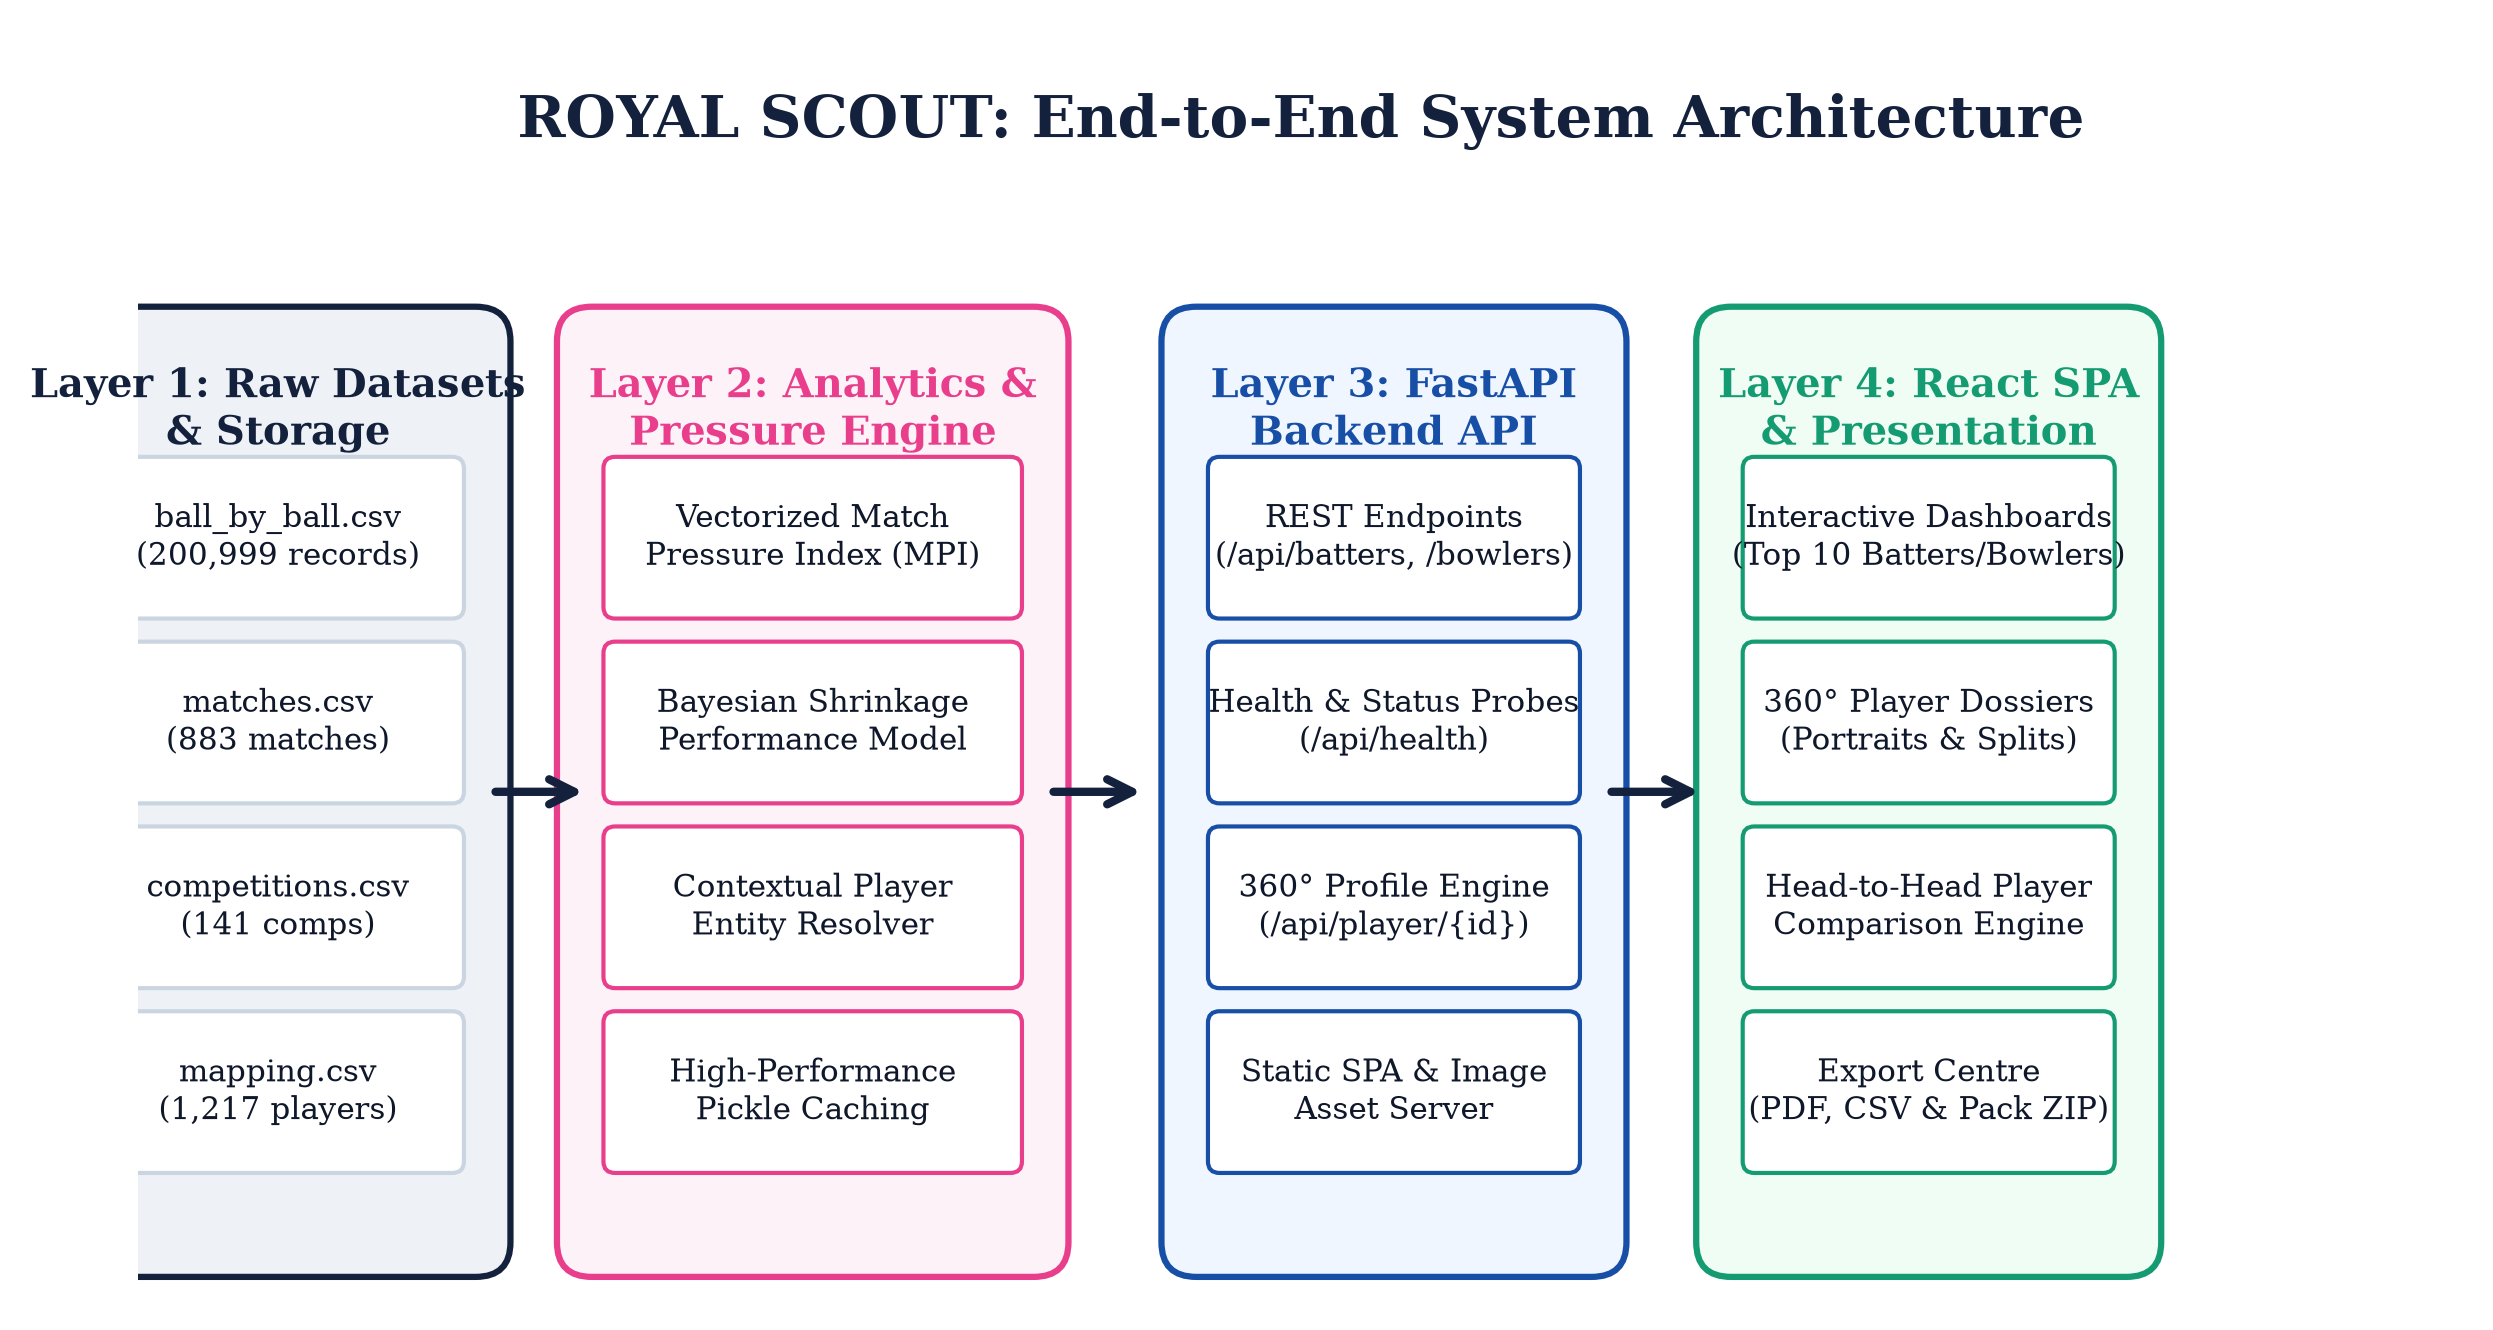 ROYAL SCOUT: End-to-End System Architecture
Layer 1: Raw Datasets
& Storage
ball_by_ball.csv
(200,999 records)
matches.csv
(883 matches)
competitions.csv
(141 comps)
mapping.csv
(1,217 players)
Layer 2: Analytics &
Pressure Engine
Vectorized Match
Pressure Index (MPI)
Bayesian Shrinkage
Performance Model
Contextual Player
Entity Resolver
High-Performance
Pickle Caching
Layer 3: FastAPI
Backend API
REST Endpoints
(/api/batters, /bowlers)
Health & Status Probes
(/api/health)
360° Profile Engine
(/api/player/{id})
Static SPA & Image
Asset Server
Layer 4: React SPA
& Presentation
Interactive Dashboards
(Top 10 Batters/Bowlers)
360° Player Dossiers
(Portraits & Splits)
Head-to-Head Player
Comparison Engine
Export Centre
(PDF, CSV & Pack ZIP)